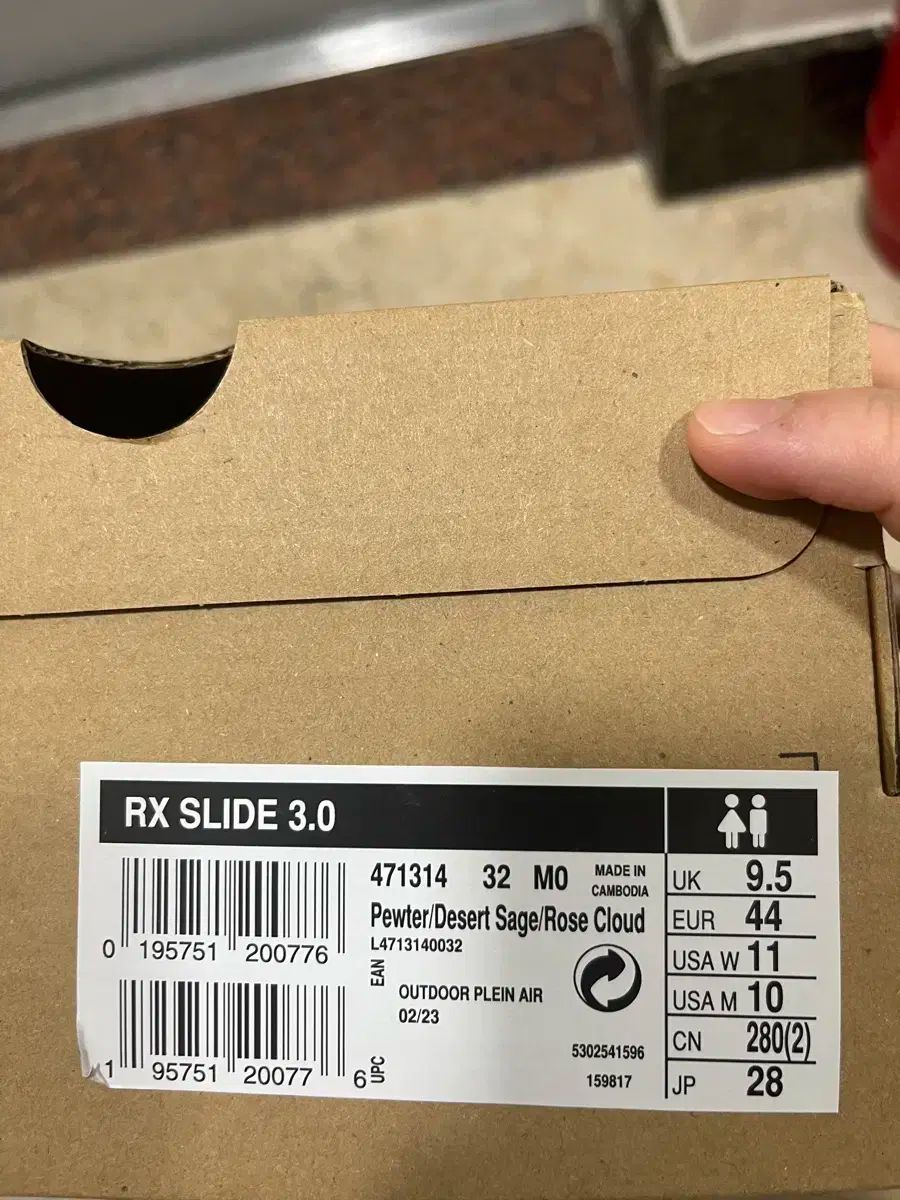 RX SLIDE 3.0
471314 32 M0 MADE IN CAMBODIA
Pewter/Desert Sage/Rose Cloud
L4713140032
0 195751 200776
EAN
OUTDOOR PLEIN AIR
02/23
5302541596
159817
1 95751 20077 6
UPC
UK 9.5
EUR 44
USA W 11
USA M 10
CN 280(2)
JP 28